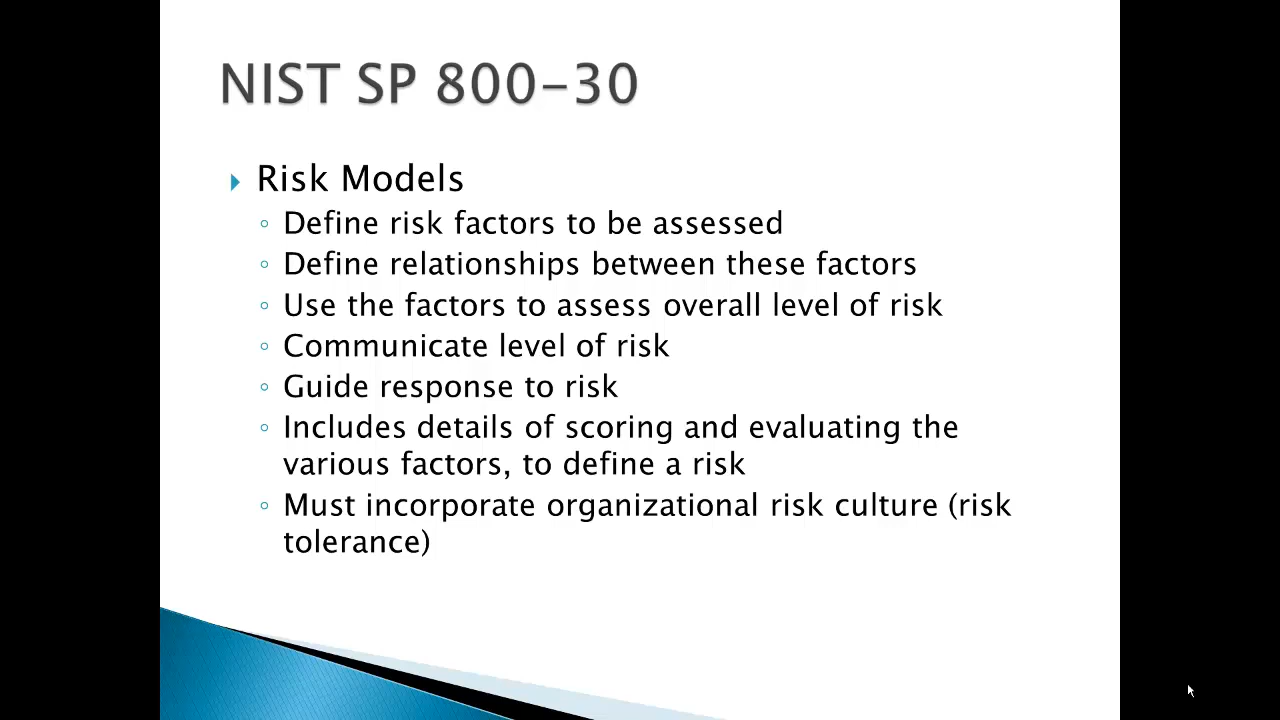 NIST SP 800-30
Risk Models
Define risk factors to be assessed
Define relationships between these factors
Use the factors to assess overall level of risk
Communicate level of risk
Guide response to risk
Includes details of scoring and evaluating the
various factors, to define a risk
Must incorporate organizational risk culture (risk
tolerance)